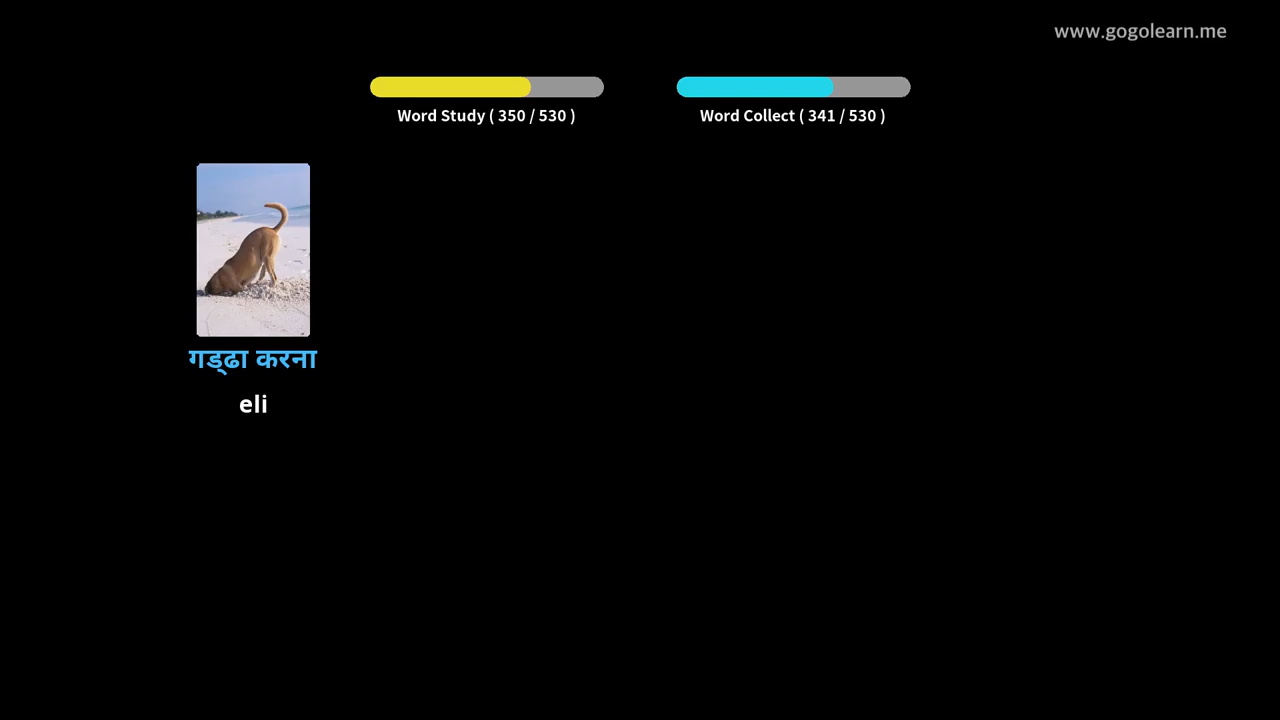 www.gogolearn.me
Word Study ( 350 / 530 )
Word Collect ( 341 / 530 )
गड्ढा करना
eli